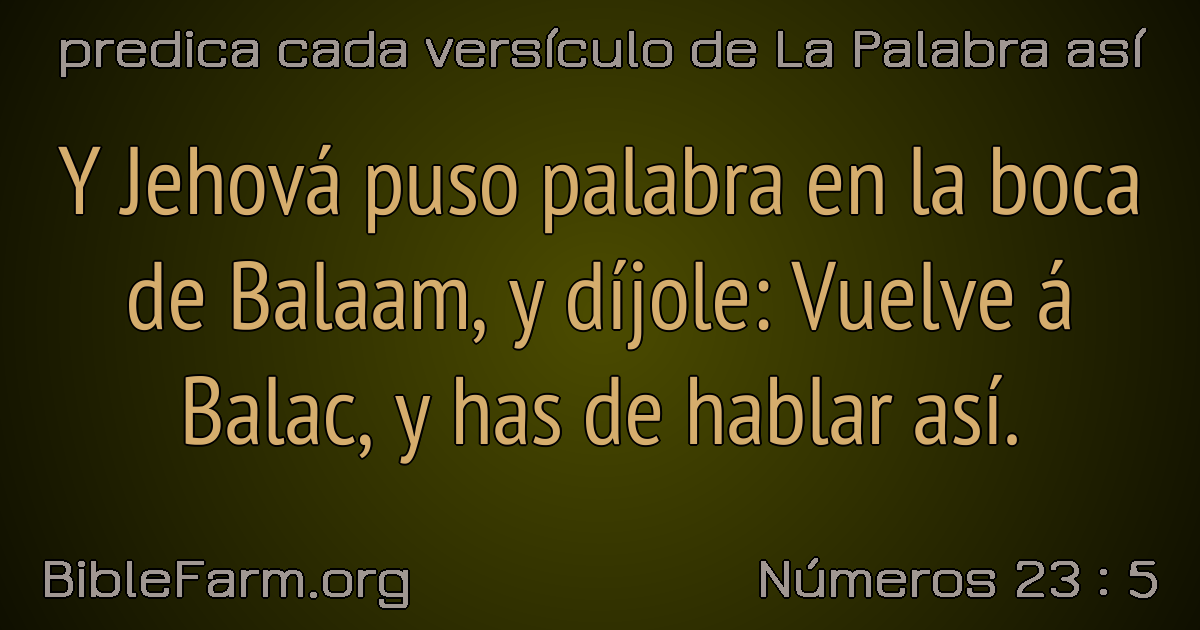 predica cada versículo de La Palabra así
Y Jehová puso palabra en la boca
de Balaam, y díjole: Vuelve á
Balac, y has de hablar así.
BibleFarm.org
Números 23 : 5